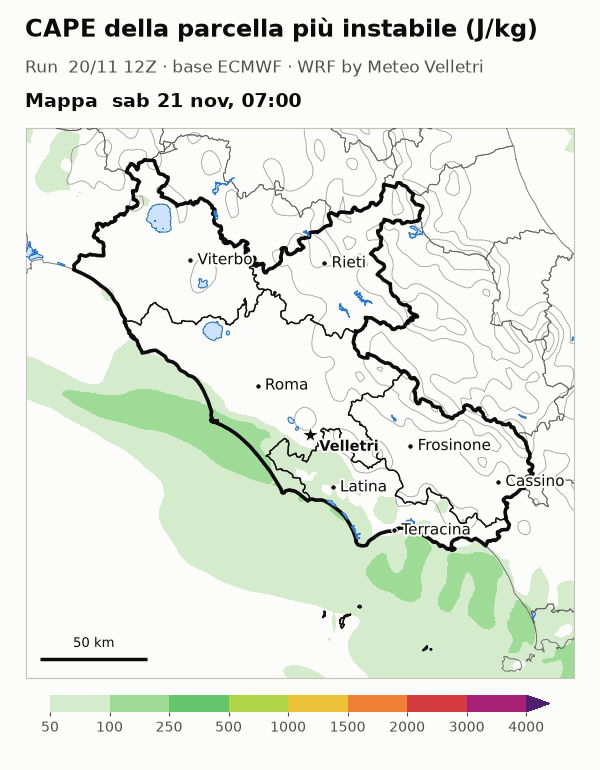 CAPE della parcella più instabile (J/kg)
Run  20/11 12Z · base ECMWF · WRF by Meteo Velletri
Mappa  sab 21 nov, 07:00
Viterbo
Rieti
Roma
Velletri
Frosinone
Latina
Cassino
Terracina
50 km
50 100 250 500 1000 1500 2000 3000 4000